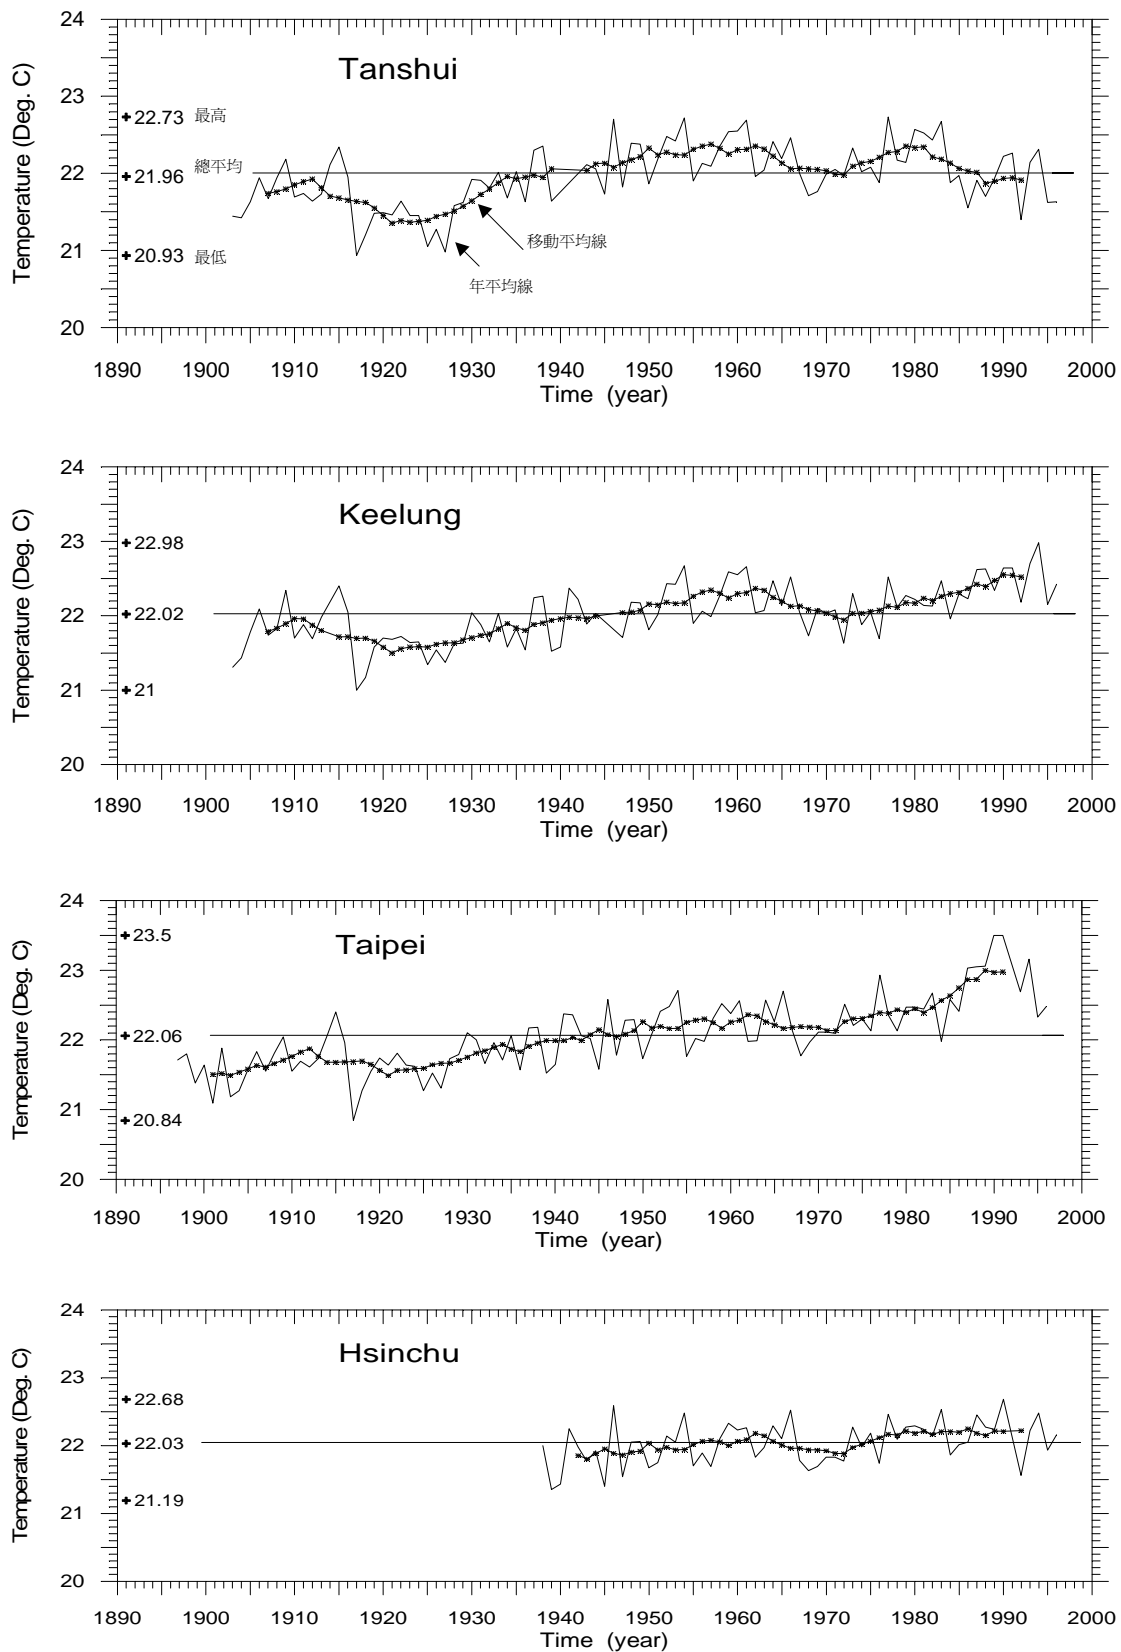 Tanshui
Temperature (Deg. C)
24
23
22
21
20
22.73 最高
總平均
21.96
20.93 最低
移動平均線
年平均線
1890 1900 1910 1920 1930 1940 1950 1960 1970 1980 1990 2000
Time (year)
Keelung
Temperature (Deg. C)
24
23
22
21
20
22.98
22.02
21
1890 1900 1910 1920 1930 1940 1950 1960 1970 1980 1990 2000
Time (year)
Taipei
Temperature (Deg. C)
24
23
22
21
20
23.5
22.06
20.84
1890 1900 1910 1920 1930 1940 1950 1960 1970 1980 1990 2000
Time (year)
Hsinchu
Temperature (Deg. C)
24
23
22
21
20
22.68
22.03
21.19
1890 1900 1910 1920 1930 1940 1950 1960 1970 1980 1990 2000
Time (year)